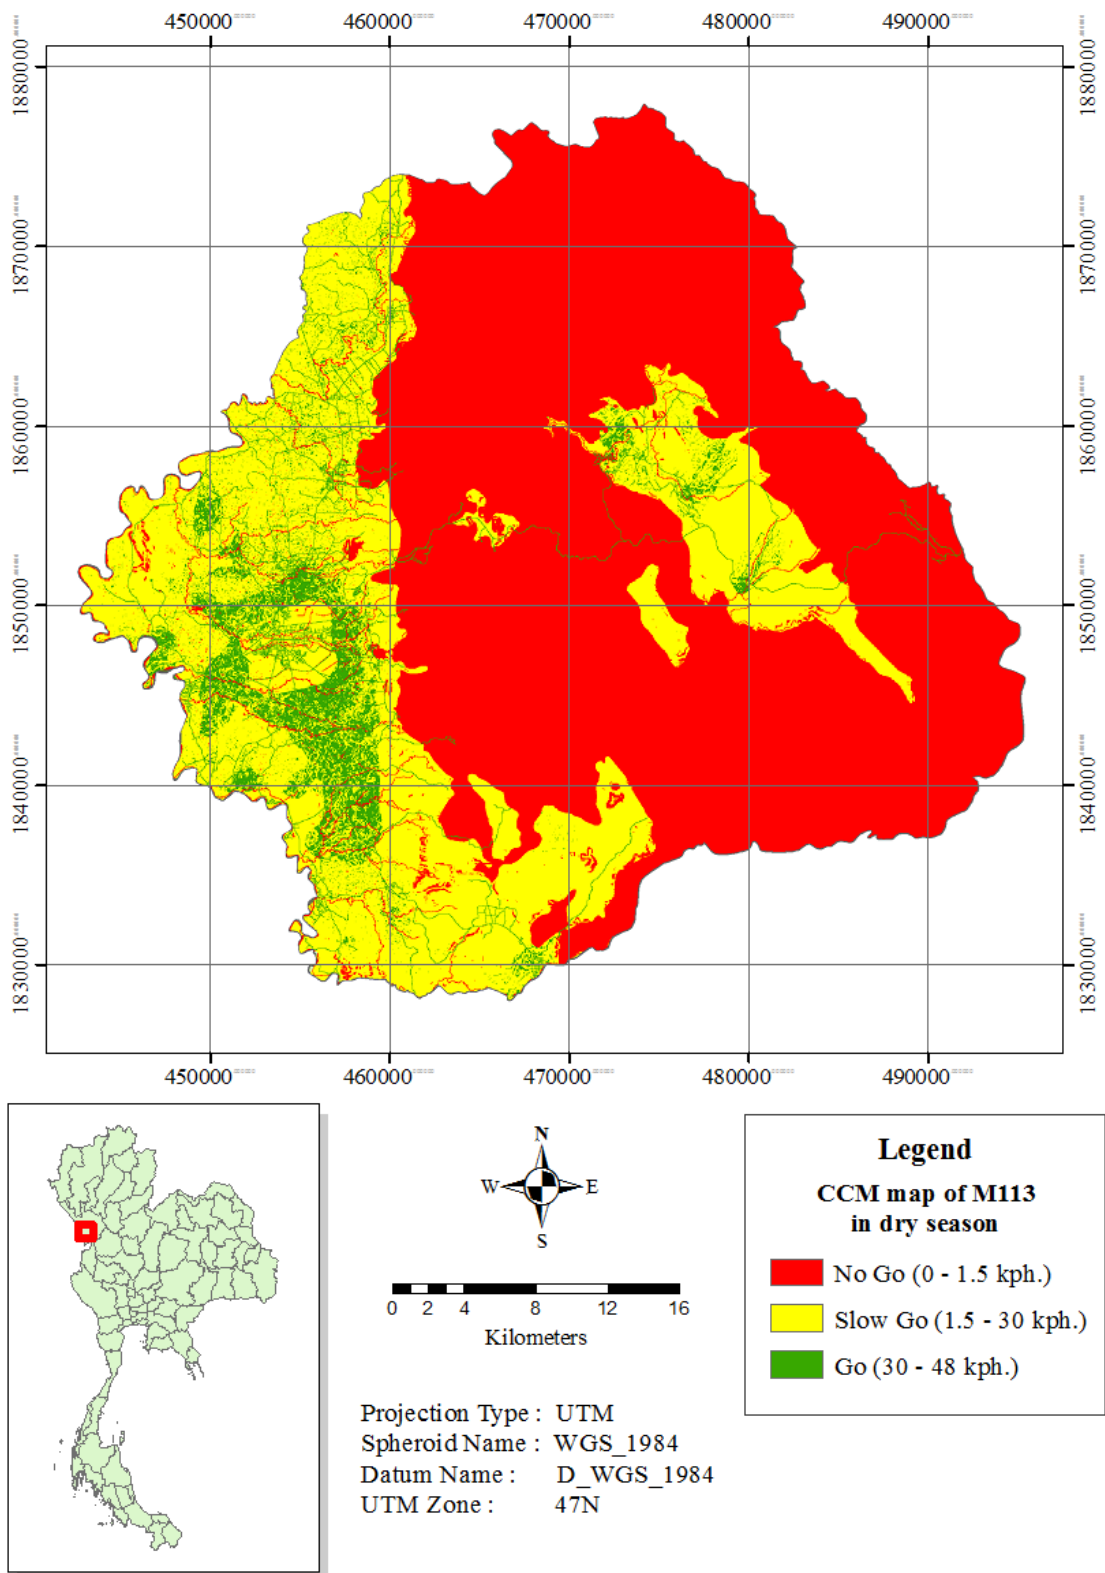 450000 460000 470000 480000 490000
1880000 1880000
1870000 1870000
1860000 1860000
1850000 1850000
1840000 1840000
1830000 1830000
450000 460000 470000 480000 490000
N
W E
S
0 2 4 8 12 16
Kilometers
Projection Type : UTM
Spheroid Name : WGS_1984
Datum Name : D_WGS_1984
UTM Zone : 47N
Legend
CCM map of M113
in dry season
No Go (0 - 1.5 kph.)
Slow Go (1.5 - 30 kph.)
Go (30 - 48 kph.)